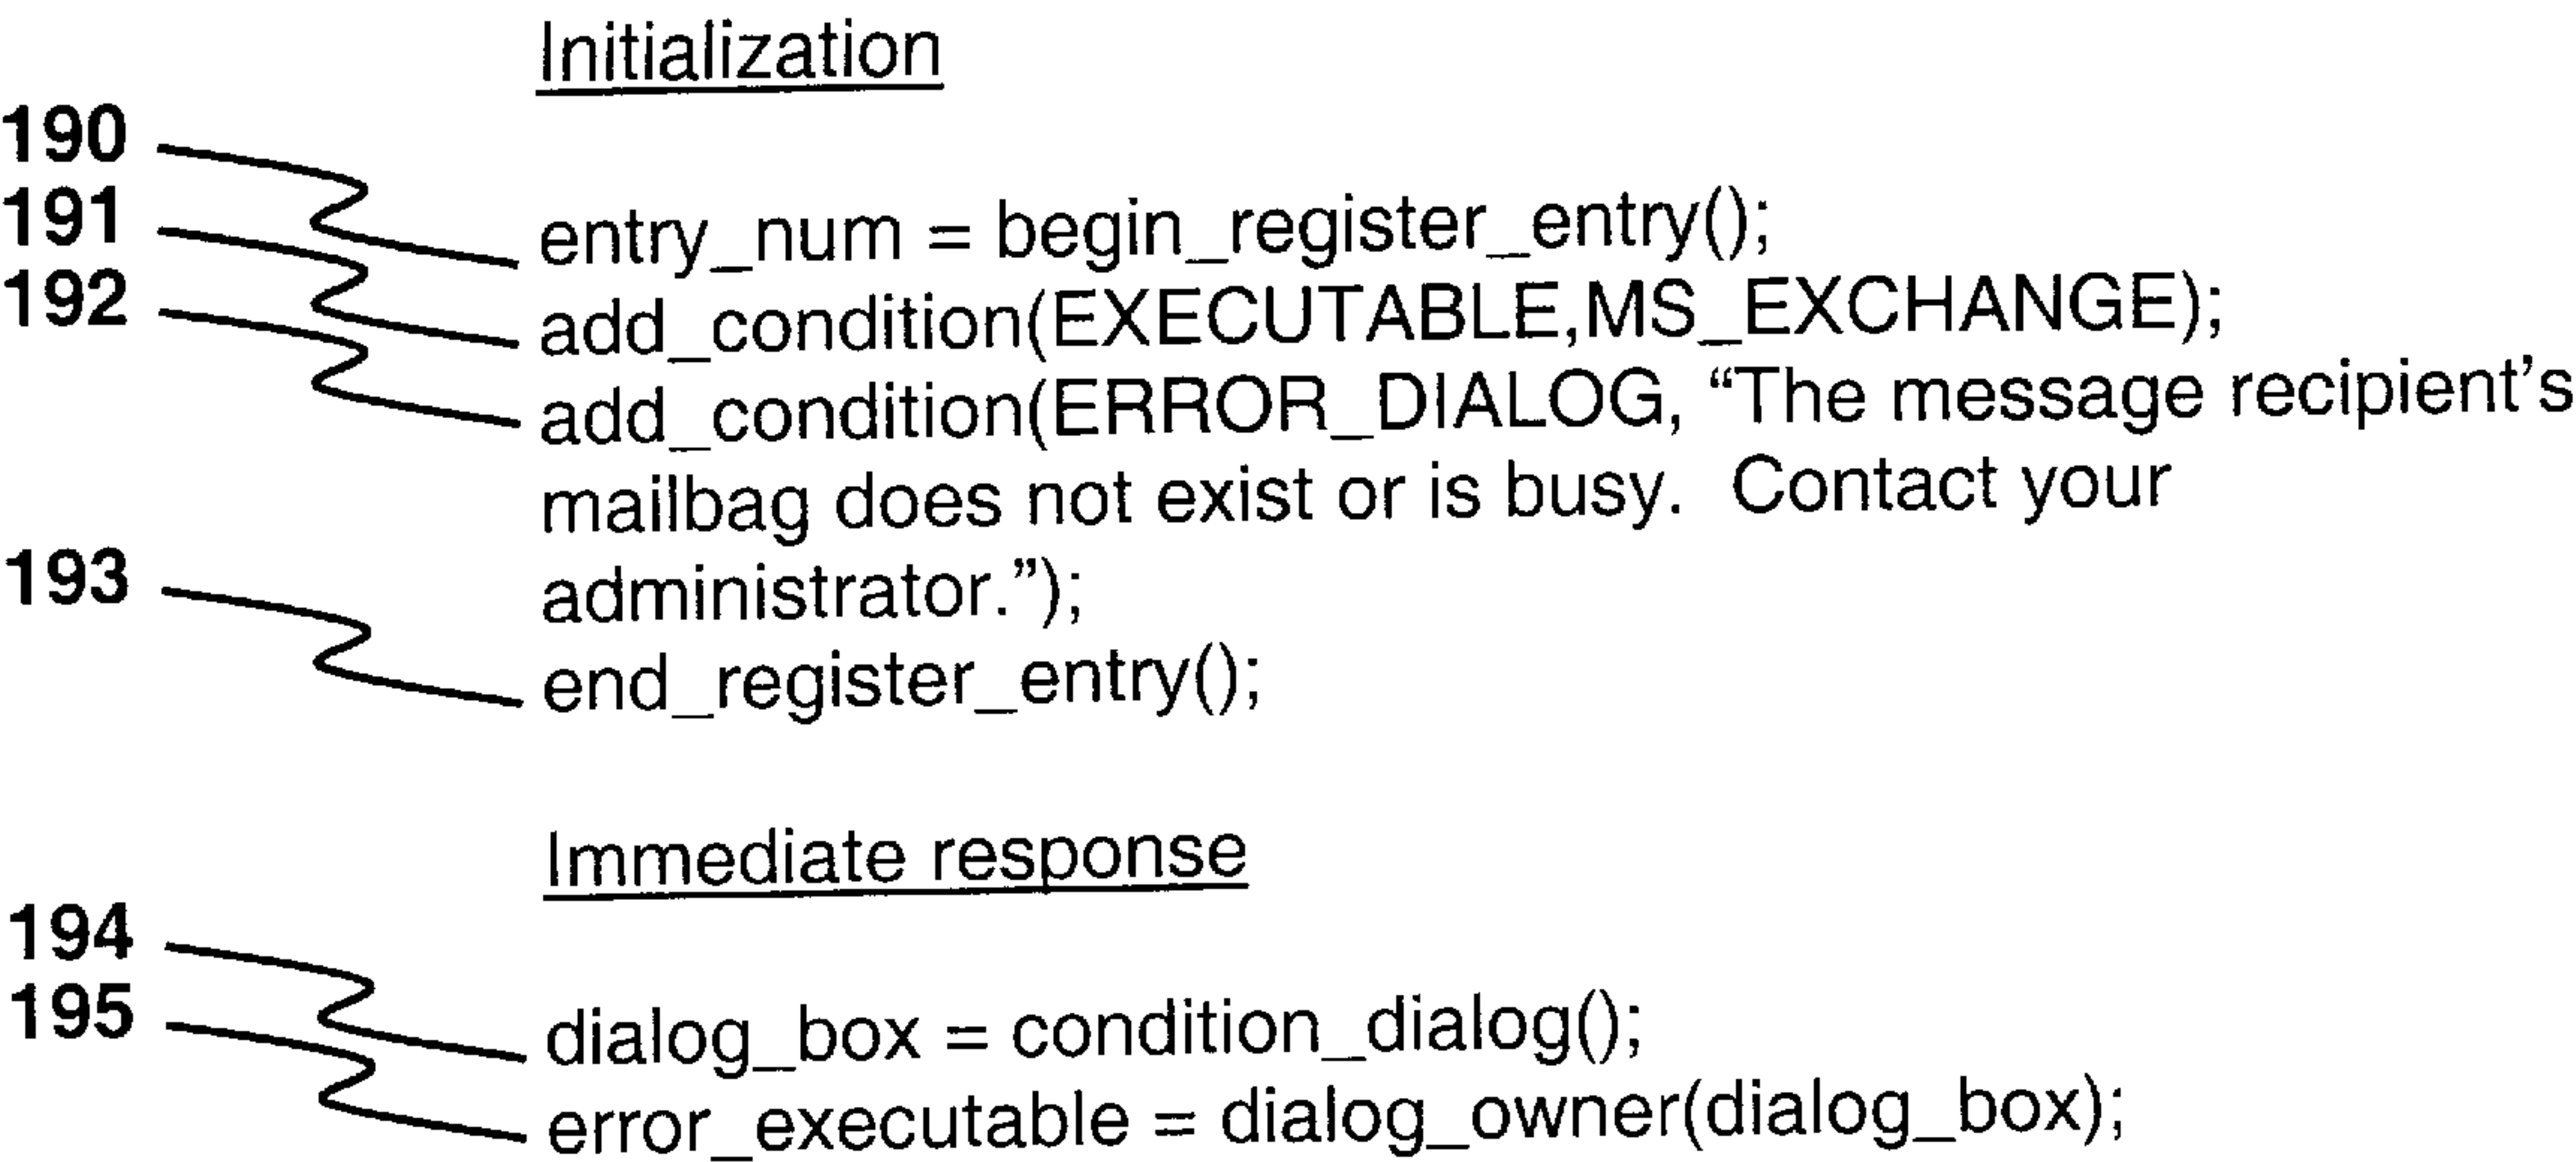 Initialization
190
191
192
entry_num = begin_register_entry();
add_condition(EXECUTABLE,MS_EXCHANGE);
add_condition(ERROR_DIALOG, “The message recipient’s
mailbag does not exist or is busy.  Contact your
administrator.”);
193
end_register_entry();
Immediate response
194
195
dialog_box = condition_dialog();
error_executable = dialog_owner(dialog_box);